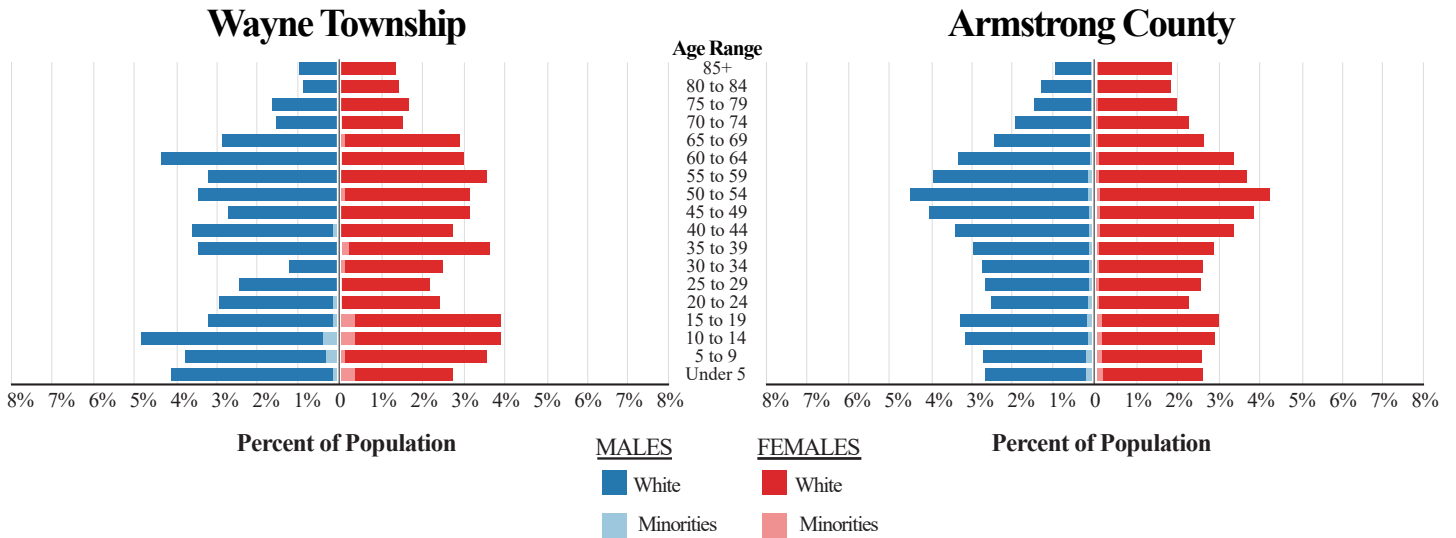 Wayne Township
Armstrong County
Age Range
85+
80 to 84
75 to 79
70 to 74
65 to 69
60 to 64
55 to 59
50 to 54
45 to 49
40 to 44
35 to 39
30 to 34
25 to 29
20 to 24
15 to 19
10 to 14
5 to 9
Under 5
8% 7% 6% 5% 4% 2% 1% 0 1% 2% 3% 4% 5% 6% 7% 8%
8% 7% 6% 5% 4% 2% 1% 0 1% 2% 3% 4% 5% 6% 7% 8%
Percent of Population
Percent of Population
MALES
FEMALES
White
White
Minorities
Minorities